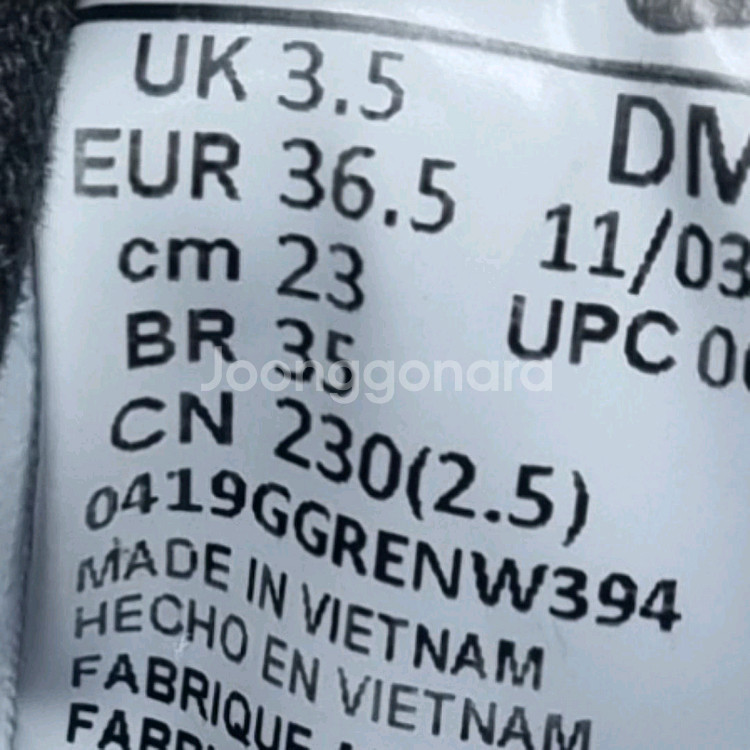 UK 3.5
EUR 36.5
cm 23
BR 35
CN 230(2.5)
0419GGRENW394
MADE IN VIETNAM
HECHO EN VIETNAM
FABRIQUE
DM
11/03
UPC 00
Joonggonara